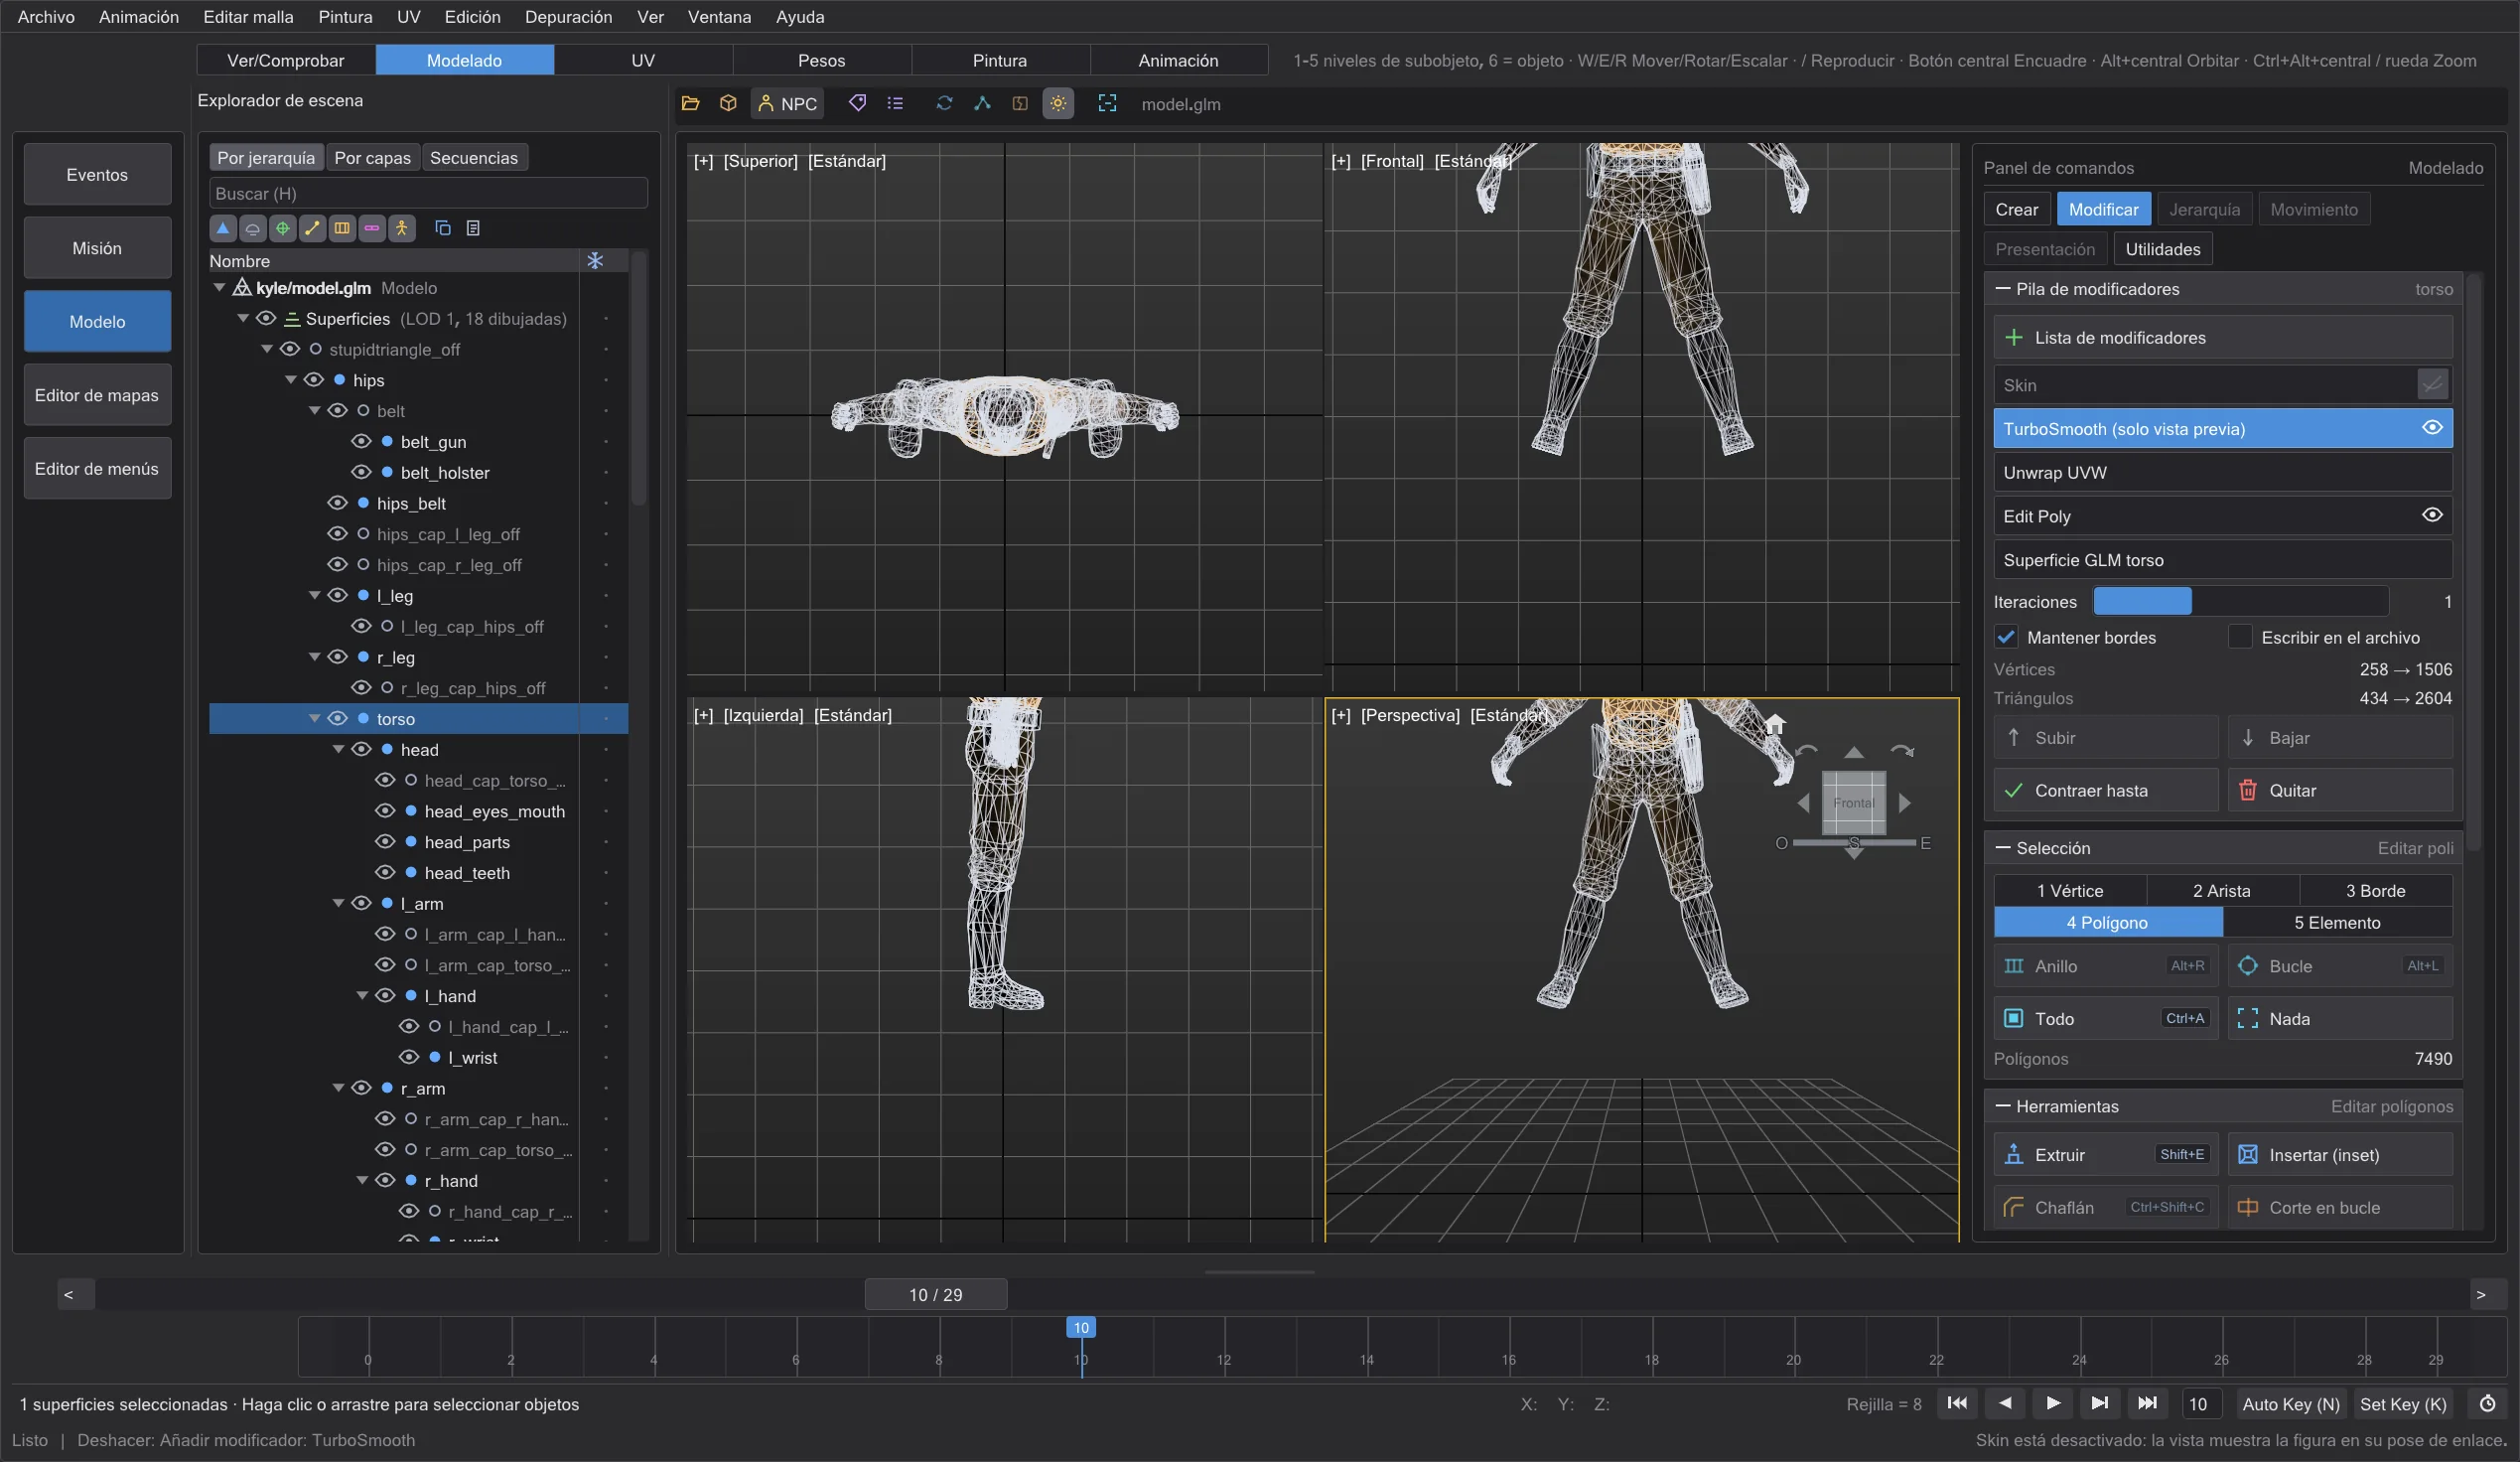 Archivo Animación Editar malla Pintura UV Edición Depuración Ver Ventana Ayuda
Ver/Comprobar Modelado UV Pesos Pintura Animación 1-5 niveles de subobjeto, 6 = objeto · W/E/R Mover/Rotar/Escalar · / Reproducir · Botón central Encuadre · Alt+central Orbitar · Ctrl+Alt+central / rueda Zoom
Explorador de escena
NPC model.glm
Eventos
Misión
Modelo
Editor de mapas
Editor de menús
Por jerarquía Por capas Secuencias
Buscar (H)
Nombre
kyle/model.glm Modelo
Superficies (LOD 1, 18 dibujadas)
stupidtriangle_off
hips
belt
belt_gun
belt_holster
hips_belt
hips_cap_l_leg_off
hips_cap_r_leg_off
l_leg
l_leg_cap_hips_off
r_leg
r_leg_cap_hips_off
torso
head
head_cap_torso_...
head_eyes_mouth
head_parts
head_teeth
l_arm
l_arm_cap_l_han...
l_arm_cap_torso_...
l_hand
l_hand_cap_l_...
l_wrist
r_arm
r_arm_cap_r_han...
r_arm_cap_torso_...
r_hand
r_hand_cap_r_...
r_wrist
[+] [Superior] [Estándar]
[+] [Frontal] [Estándar]
[+] [Izquierda] [Estándar]
[+] [Perspectiva] [Estándar]
Frontal
O S E
Panel de comandos Modelado
Crear Modificar Jerarquía Movimiento
Presentación Utilidades
Pila de modificadores torso
Lista de modificadores
Skin
TurboSmooth (solo vista previa)
Unwrap UVW
Edit Poly
Superficie GLM torso
Iteraciones 1
Mantener bordes Escribir en el archivo
Vértices 258 → 1506
Triángulos 434 → 2604
Subir Bajar
Contraer hasta Quitar
Selección Editar poli
1 Vértice 2 Arista 3 Borde
4 Polígono 5 Elemento
Anillo Alt+R Bucle Alt+L
Todo Ctrl+A Nada
Polígonos 7490
Herramientas Editar polígonos
Extruir Shift+E Insertar (inset)
Chaflán Ctrl+Shift+C Corte en bucle
< 10 / 29 >
10
0 2 4 6 8 10 12 14 16 18 20 22 24 26 28 29
1 superficies seleccionadas · Haga clic o arrastre para seleccionar objetos X: Y: Z: Rejilla = 8 10 Auto Key (N) Set Key (K)
Listo | Deshacer: Añadir modificador: TurboSmooth Skin está desactivado: la vista muestra la figura en su pose de enlace.